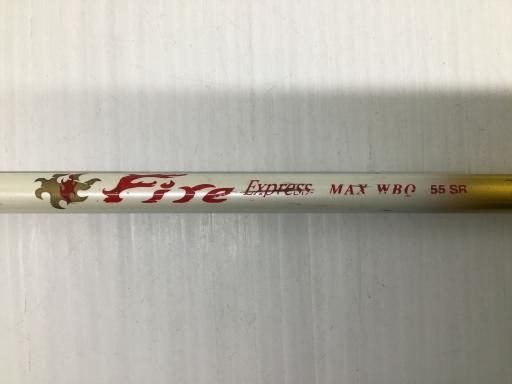 Fire Express MAX WBQ 55 SR